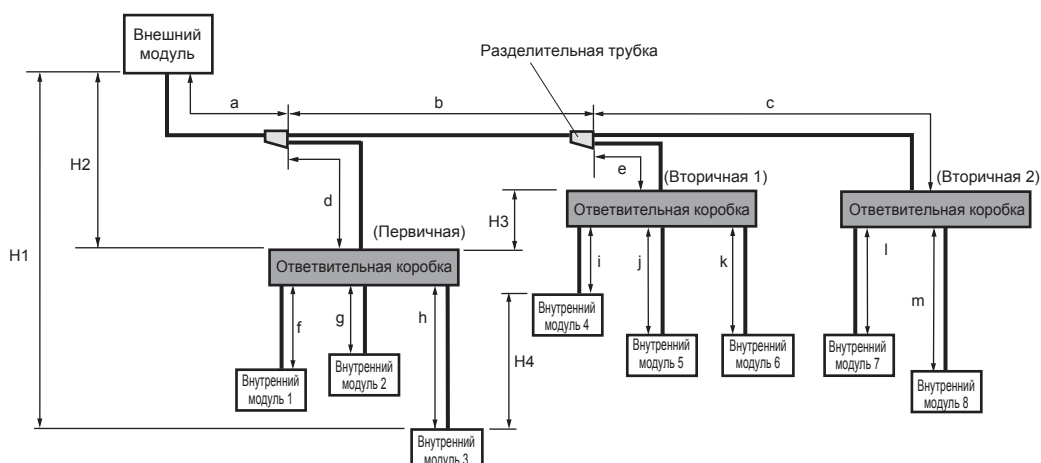 Внешний
модуль
Разделительная трубка
a
b
c
H2
d
e
(Вторичная 1)
(Вторичная 2)
H3
Ответвительная коробка
Ответвительная коробка
H1
(Первичная)
Ответвительная коробка
i
j
k
l
m
f
g
h
H4
Внутренний
модуль 4
Внутренний
модуль 5
Внутренний
модуль 6
Внутренний
модуль 7
Внутренний
модуль 2
Внутренний
модуль 1
Внутренний
модуль 8
Внутренний
модуль 3